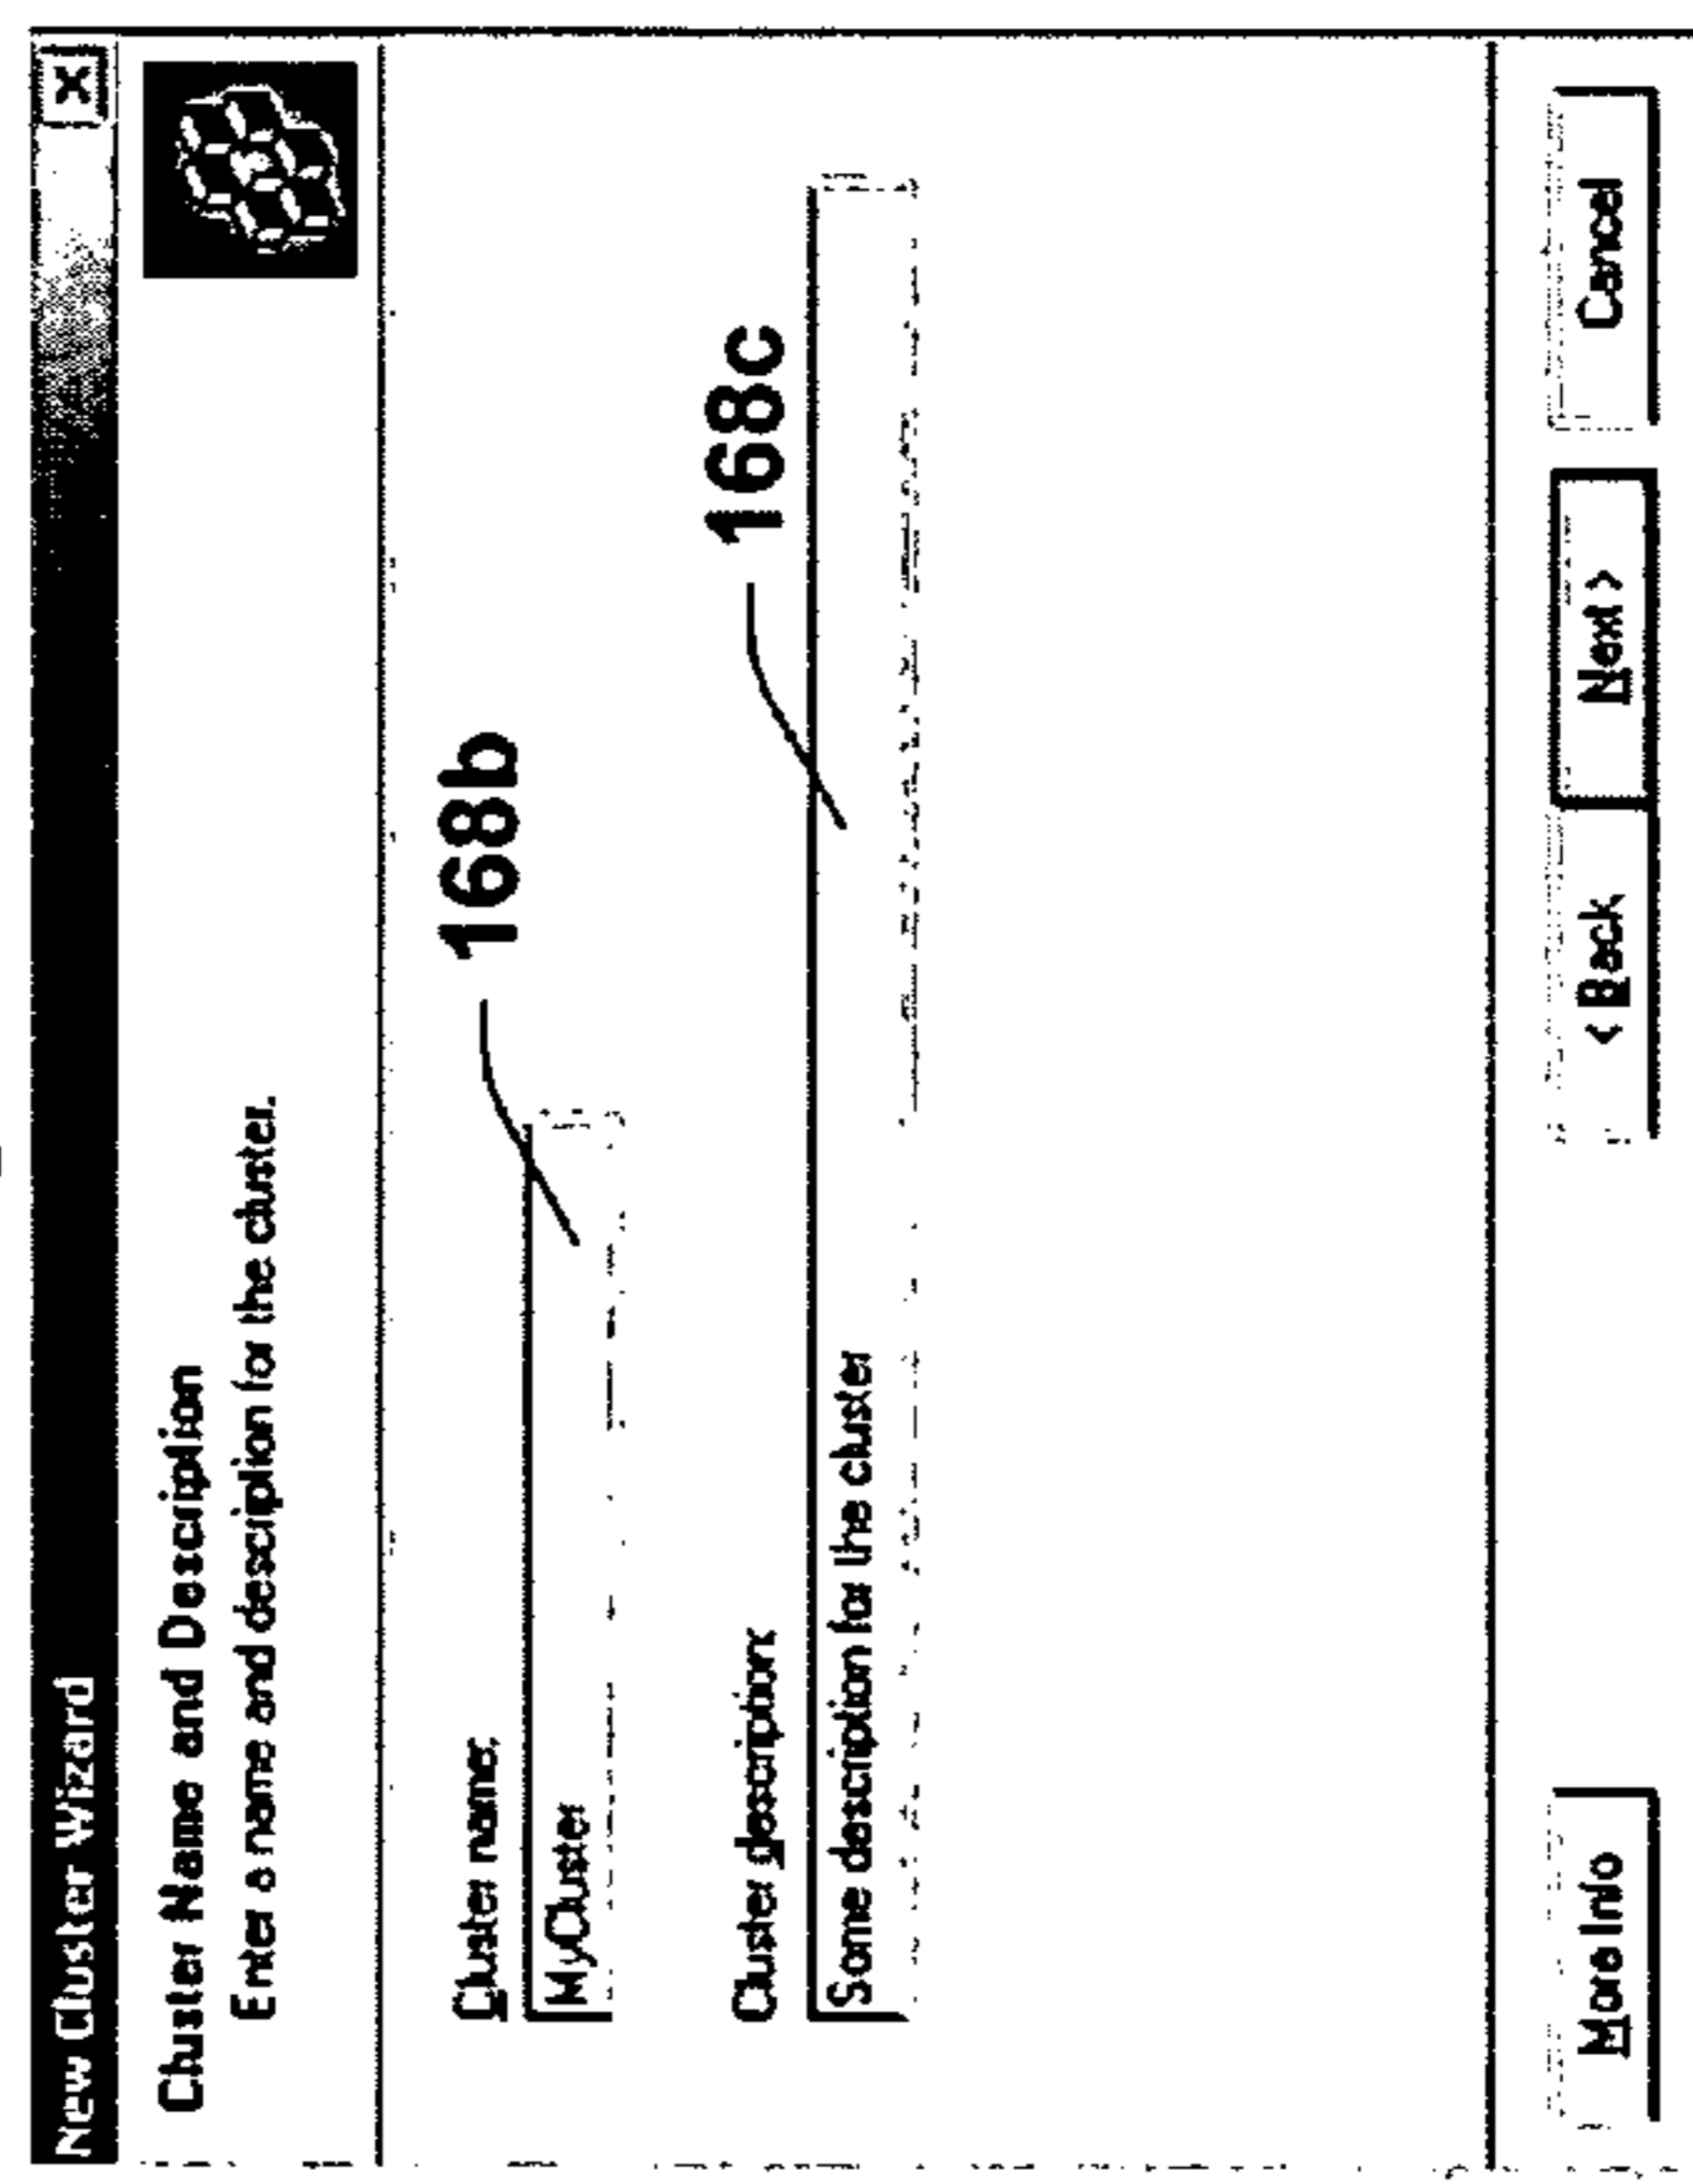 New Cluster Wizard X
Cluster Name and Description
Enter a name and desciption for the cluster.
168b
Cluster name:
MyCluster
168c
Cluster description:
Some description for the cluster
More Info
< Back
Next >
Cancel